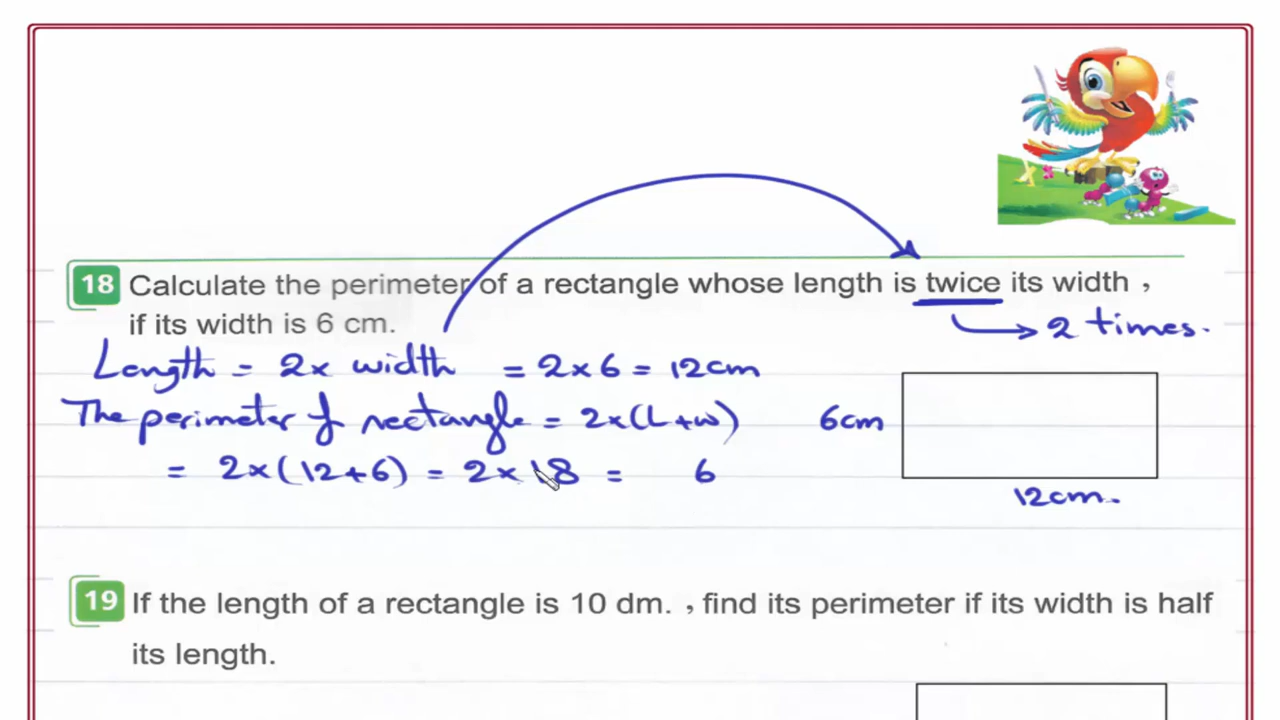 18 Calculate the perimeter of a rectangle whose length is twice its width ,
if its width is 6 cm.
2 times.
Length = 2x width = 2x6 = 12cm
The perimeter of rectangle = 2x(L+w)
6cm
= 2x(12+6) = 2x18 = 6
12cm.
19 If the length of a rectangle is 10 dm. , find its perimeter if its width is half
its length.